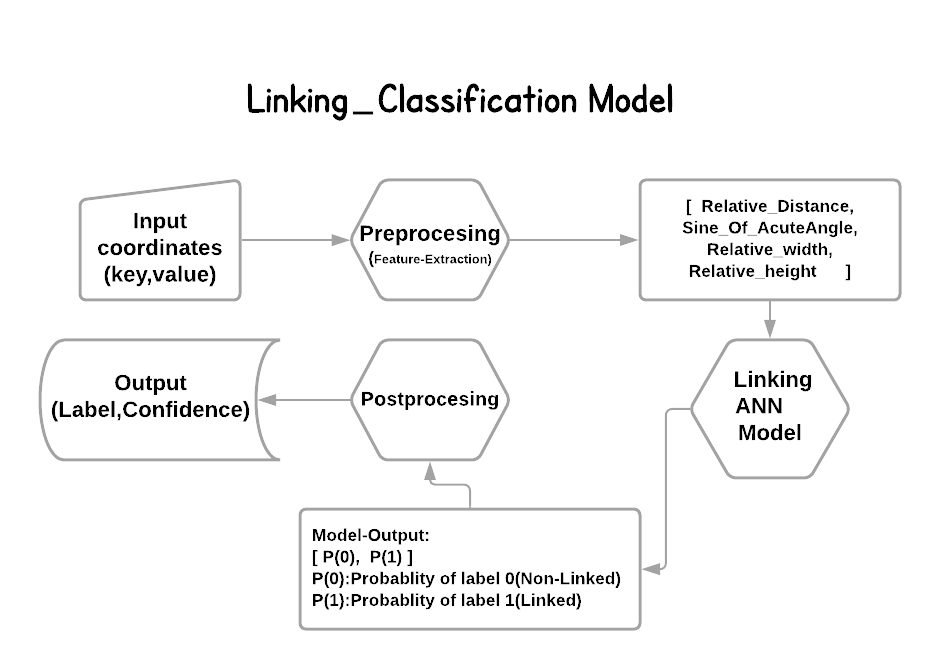 Linking_Classification Model
Input
coordinates
(key,value)
Preprocesing
(Feature-Extraction)
[ Relative_Distance,
Sine_Of_AcuteAngle,
Relative_width,
Relative_height ]
Linking
ANN
Model
Model-Output:
[ P(0), P(1) ]
P(0):Probablity of label 0(Non-Linked)
P(1):Probablity of label 1(Linked)
Postprocesing
Output
(Label,Confidence)